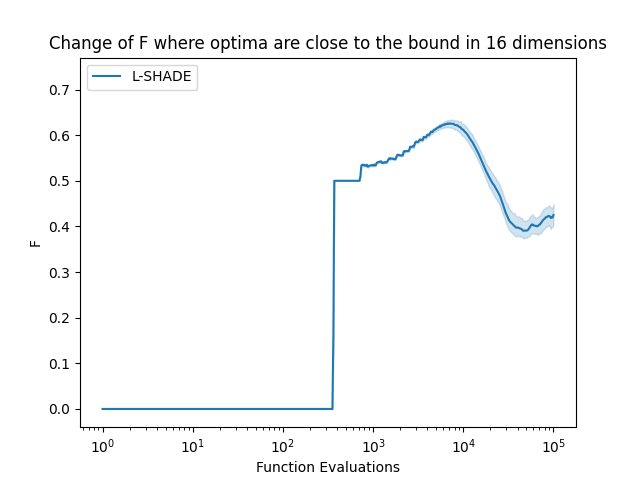 Change of F where optima are close to the bound in 16 dimensions
L-SHADE
F
0.7
0.6
0.5
0.4
0.3
0.2
0.1
0.0
10⁰ 10¹ 10² 10³ 10⁴ 10⁵
Function Evaluations